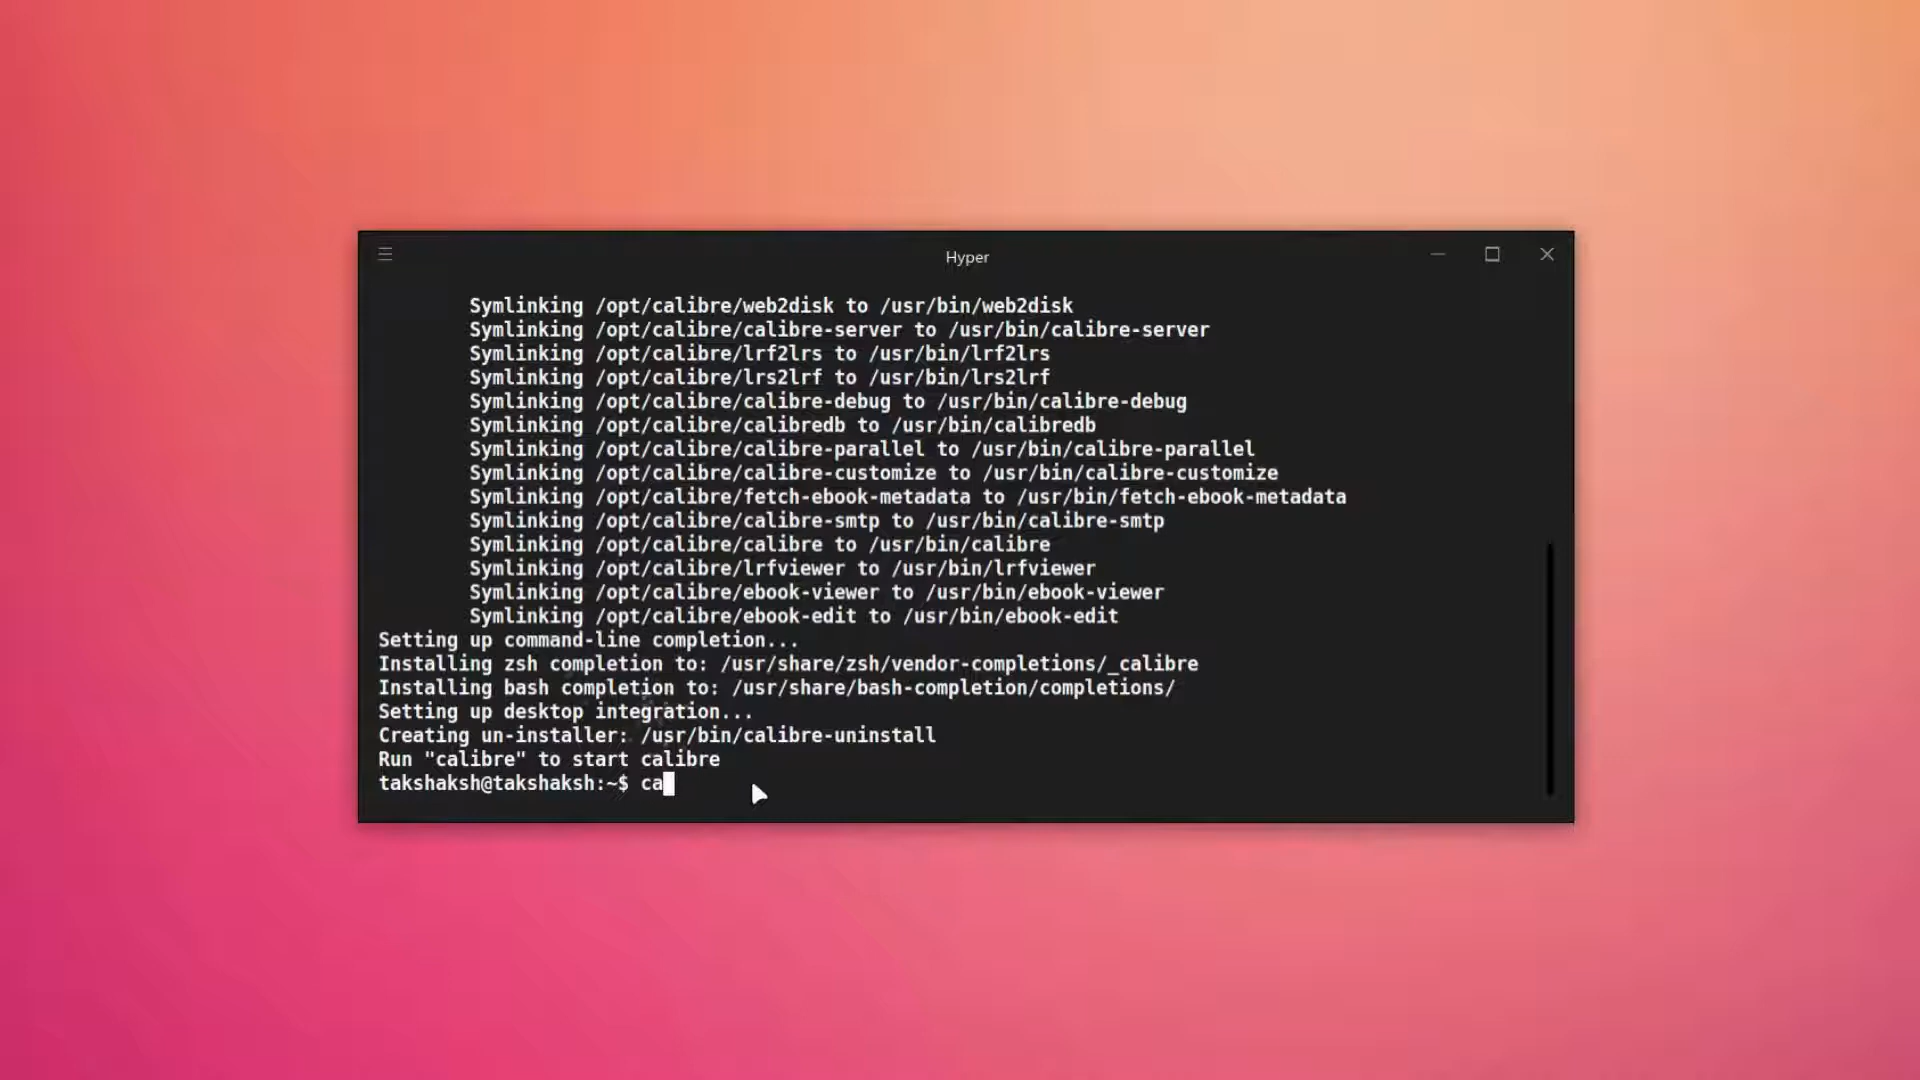 Hyper
Symlinking /opt/calibre/web2disk to /usr/bin/web2disk
Symlinking /opt/calibre/calibre-server to /usr/bin/calibre-server
Symlinking /opt/calibre/lrf2lrs to /usr/bin/lrf2lrs
Symlinking /opt/calibre/lrs2lrf to /usr/bin/lrs2lrf
Symlinking /opt/calibre/calibre-debug to /usr/bin/calibre-debug
Symlinking /opt/calibre/calibredb to /usr/bin/calibredb
Symlinking /opt/calibre/calibre-parallel to /usr/bin/calibre-parallel
Symlinking /opt/calibre/calibre-customize to /usr/bin/calibre-customize
Symlinking /opt/calibre/fetch-ebook-metadata to /usr/bin/fetch-ebook-metadata
Symlinking /opt/calibre/calibre-smtp to /usr/bin/calibre-smtp
Symlinking /opt/calibre/calibre to /usr/bin/calibre
Symlinking /opt/calibre/lrfviewer to /usr/bin/lrfviewer
Symlinking /opt/calibre/ebook-viewer to /usr/bin/ebook-viewer
Symlinking /opt/calibre/ebook-edit to /usr/bin/ebook-edit
Setting up command-line completion...
Installing zsh completion to: /usr/share/zsh/vendor-completions/_calibre
Installing bash completion to: /usr/share/bash-completion/completions/
Setting up desktop integration...
Creating un-installer: /usr/bin/calibre-uninstall
Run "calibre" to start calibre
takshaksh@takshaksh:~$ ca